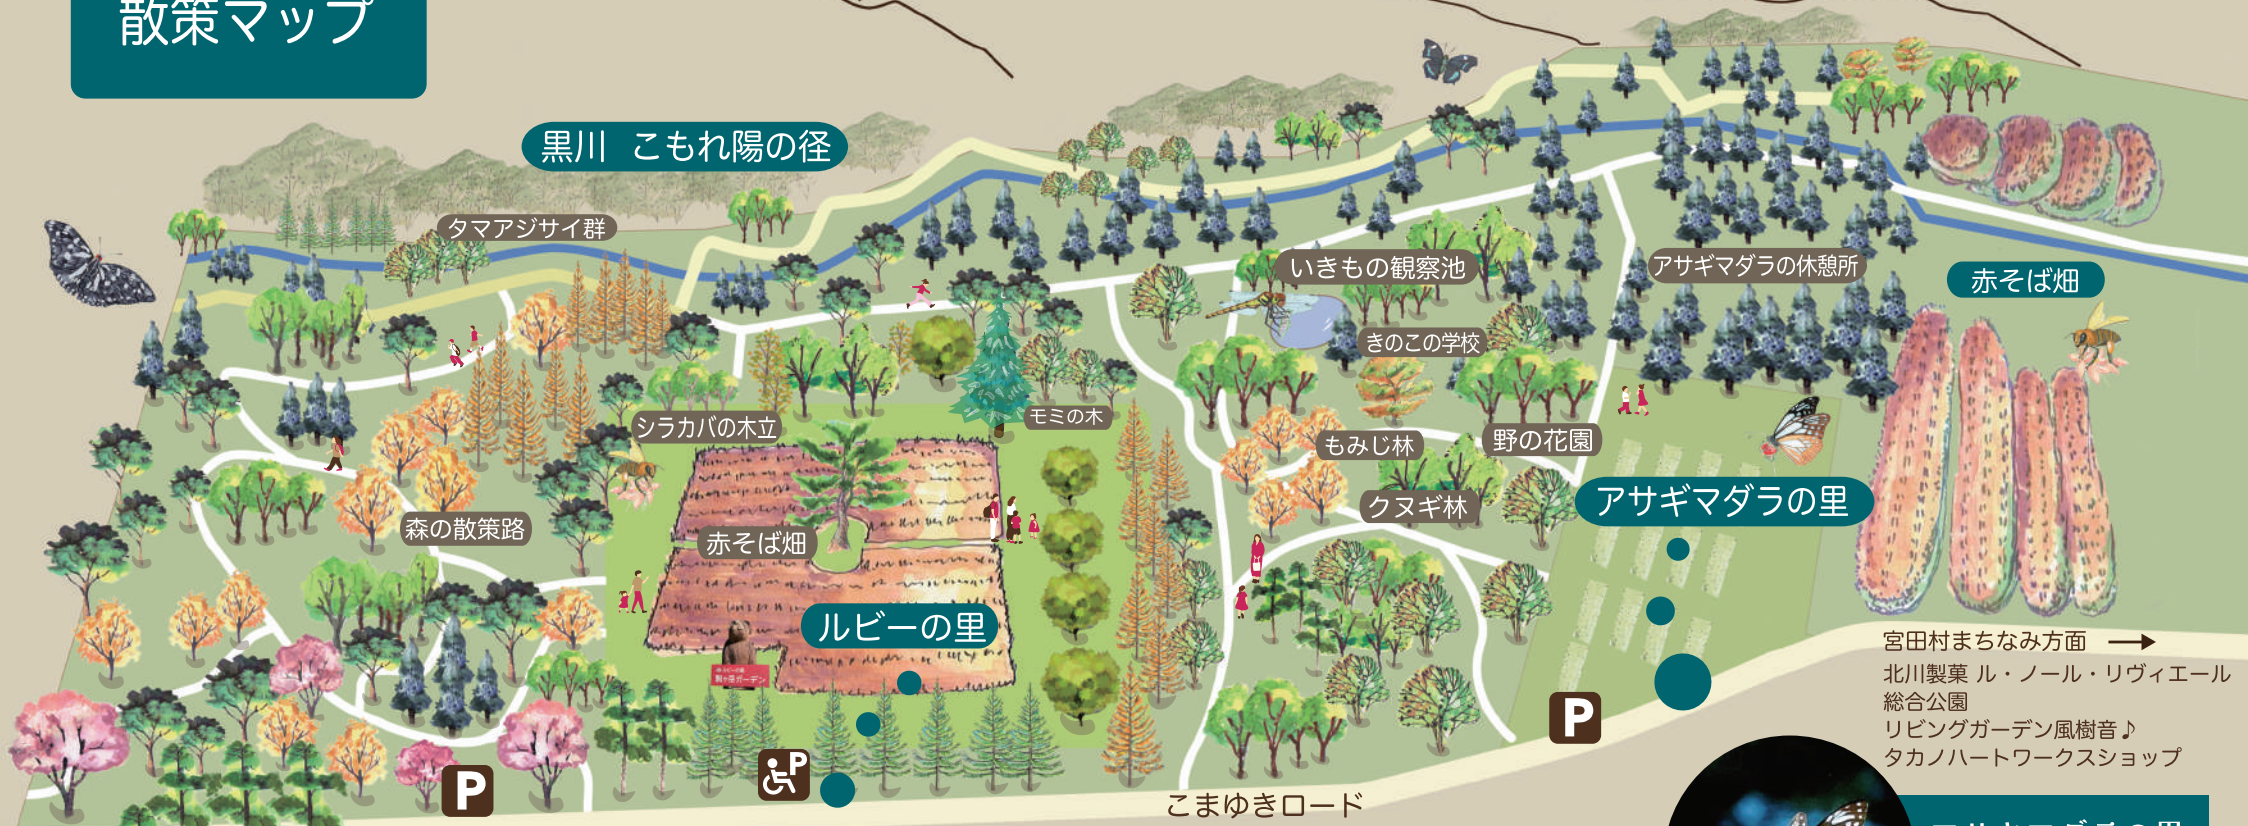 散策マップ
黒川 こもれ陽の径
タマアジサイ群
いきもの観察池
アサギマダラの休憩所
赤そば畑
きのこの学校
シラカバの木立
モミの木
もみじ林
野の花園
クヌギ林
アサギマダラの里
森の散策路
赤そば畑
ルビーの里
駒ヶ岳ガーデン
P
P
P
こまゆきロード
宮田村まちなみ方面 →
北川製菓 ル・ノール・リヴィエール
総合公園
リビングガーデン風樹音♪
タカノハートワークスショップ